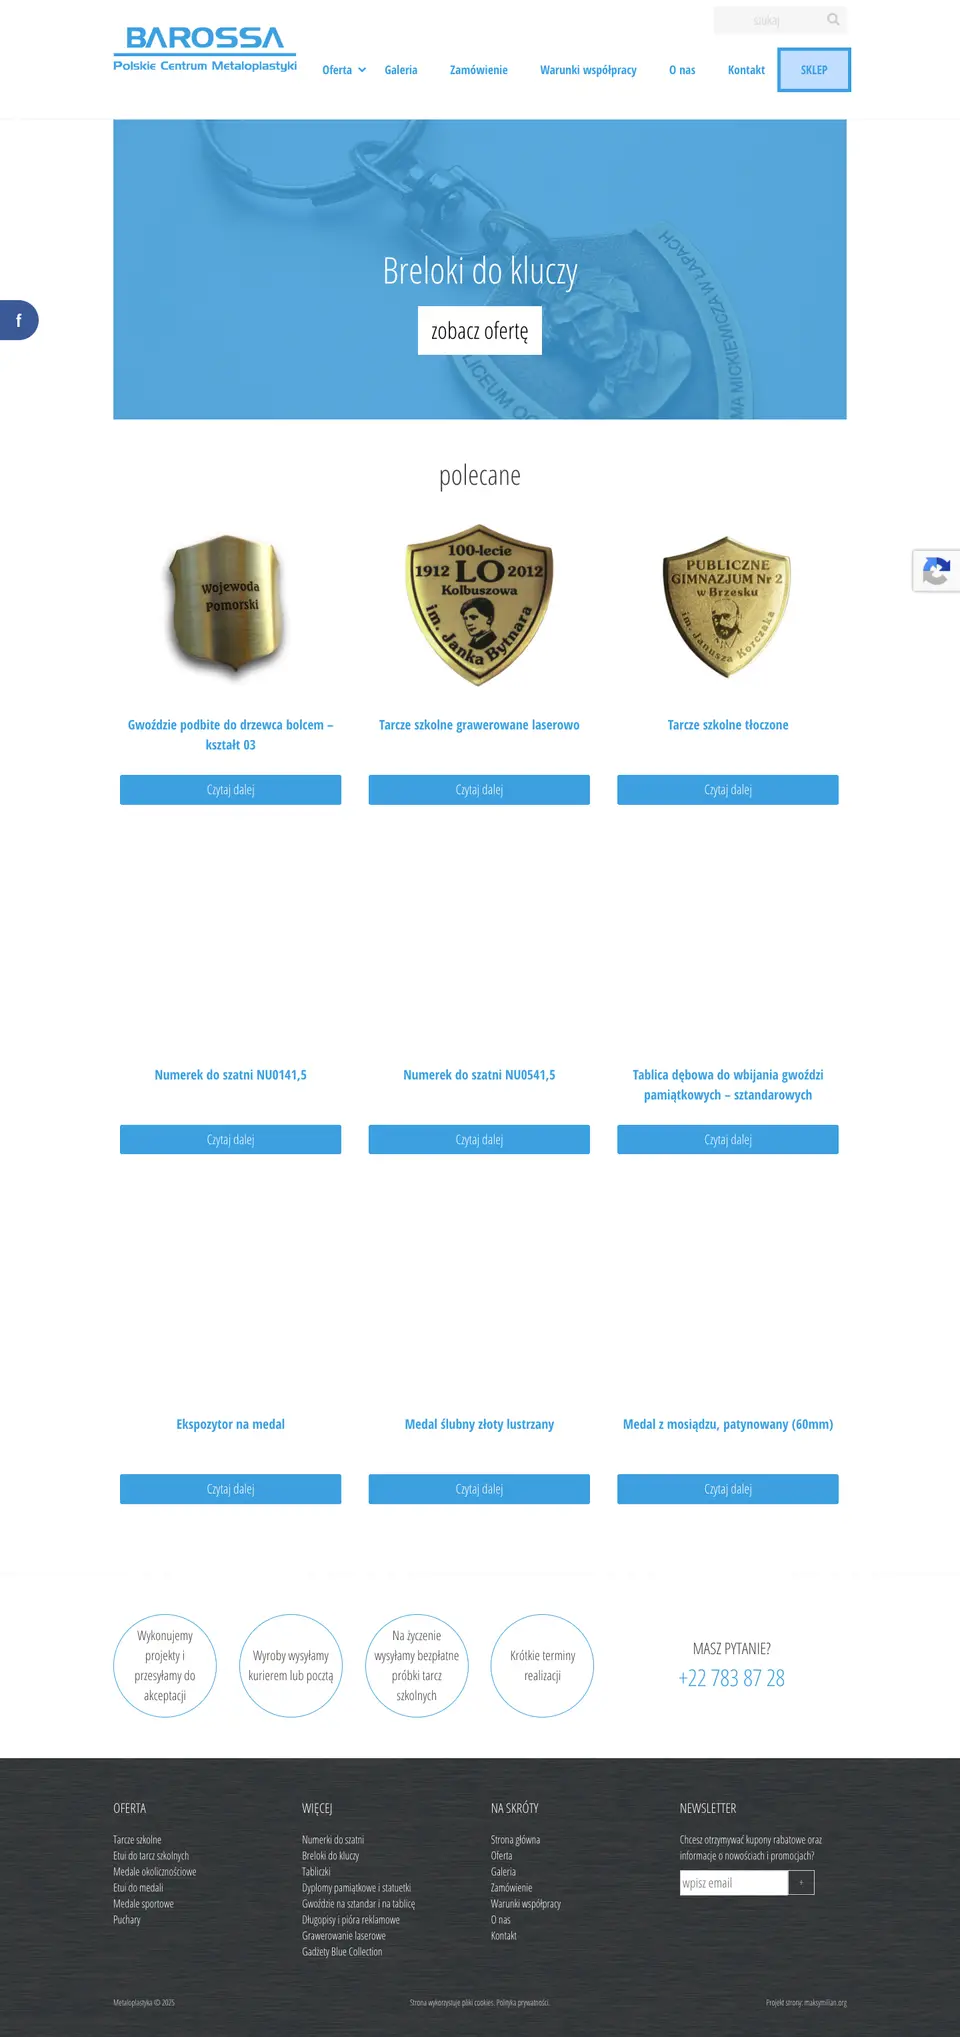 szukaj
BAROSSA
Polskie Centrum Metaloplastyki
Oferta
Galeria
Zamówienie
Warunki współpracy
O nas
Kontakt
SKLEP
LICEUM
MA MICKIEWICZA W ŁAPACH
Breloki do kluczy
zobacz ofertę
f
polecane
Wojewoda
Pomorski
100-lecie
1912 LO 2012
Kolbuszowa
im. Janka Bytnara
PUBLICZNE
GIMNAZJUM Nr 2
w Brzesku
im. Janusza Korczaka
Gwoździe podbite do drzewca bolcem –
kształt 03
Tarcze szkolne grawerowane laserowo
Tarcze szkolne tłoczone
Czytaj dalej
Czytaj dalej
Czytaj dalej
Numerek do szatni NU0141,5
Numerek do szatni NU0541,5
Tablica dębowa do wbijania gwoździ
pamiątkowych – sztandarowych
Czytaj dalej
Czytaj dalej
Czytaj dalej
Ekspozytor na medal
Medal ślubny złoty lustrzany
Medal z mosiądzu, patynowany (60mm)
Czytaj dalej
Czytaj dalej
Czytaj dalej
Wykonujemy
projekty i
przesyłamy do
akceptacji
Wyroby wysyłamy
kurierem lub pocztą
Na życzenie
wysyłamy bezpłatne
próbki tarcz
szkolnych
Krótkie terminy
realizacji
MASZ PYTANIE?
+22 783 87 28
OFERTA
Tarcze szkolne
Etui do tarcz szkolnych
Medale okolicznościowe
Etui do medali
Medale sportowe
Puchary
WIĘCEJ
Numerki do szatni
Breloki do kluczy
Tabliczki
Dyplomy pamiątkowe i statuetki
Gwoździe na sztandar i na tablicę
Długopisy i pióra reklamowe
Grawerowanie laserowe
Gadżety Blue Collection
NA SKRÓTY
Strona główna
Oferta
Galeria
Zamówienie
Warunki współpracy
O nas
Kontakt
NEWSLETTER
Chcesz otrzymywać kupony rabatowe oraz
informacje o nowościach i promocjach?
wpisz email
+
Metaloplastyka © 2025
Strona wykorzystuje pliki cookies. Polityka prywatności.
Projekt strony: maksymilian.org